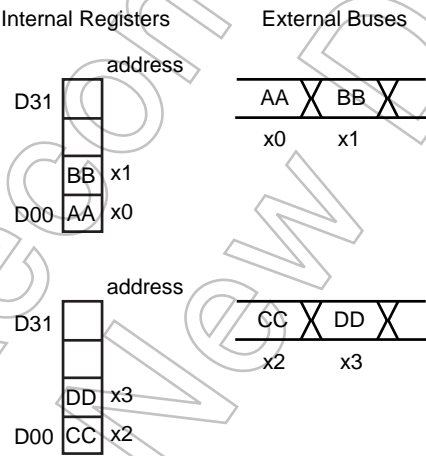 Internal Registers External Buses
address
D31
AA BB
x0 x1
BB x1
D00 AA x0
address
D31
CC DD
x2 x3
DD x3
D00 CC x2